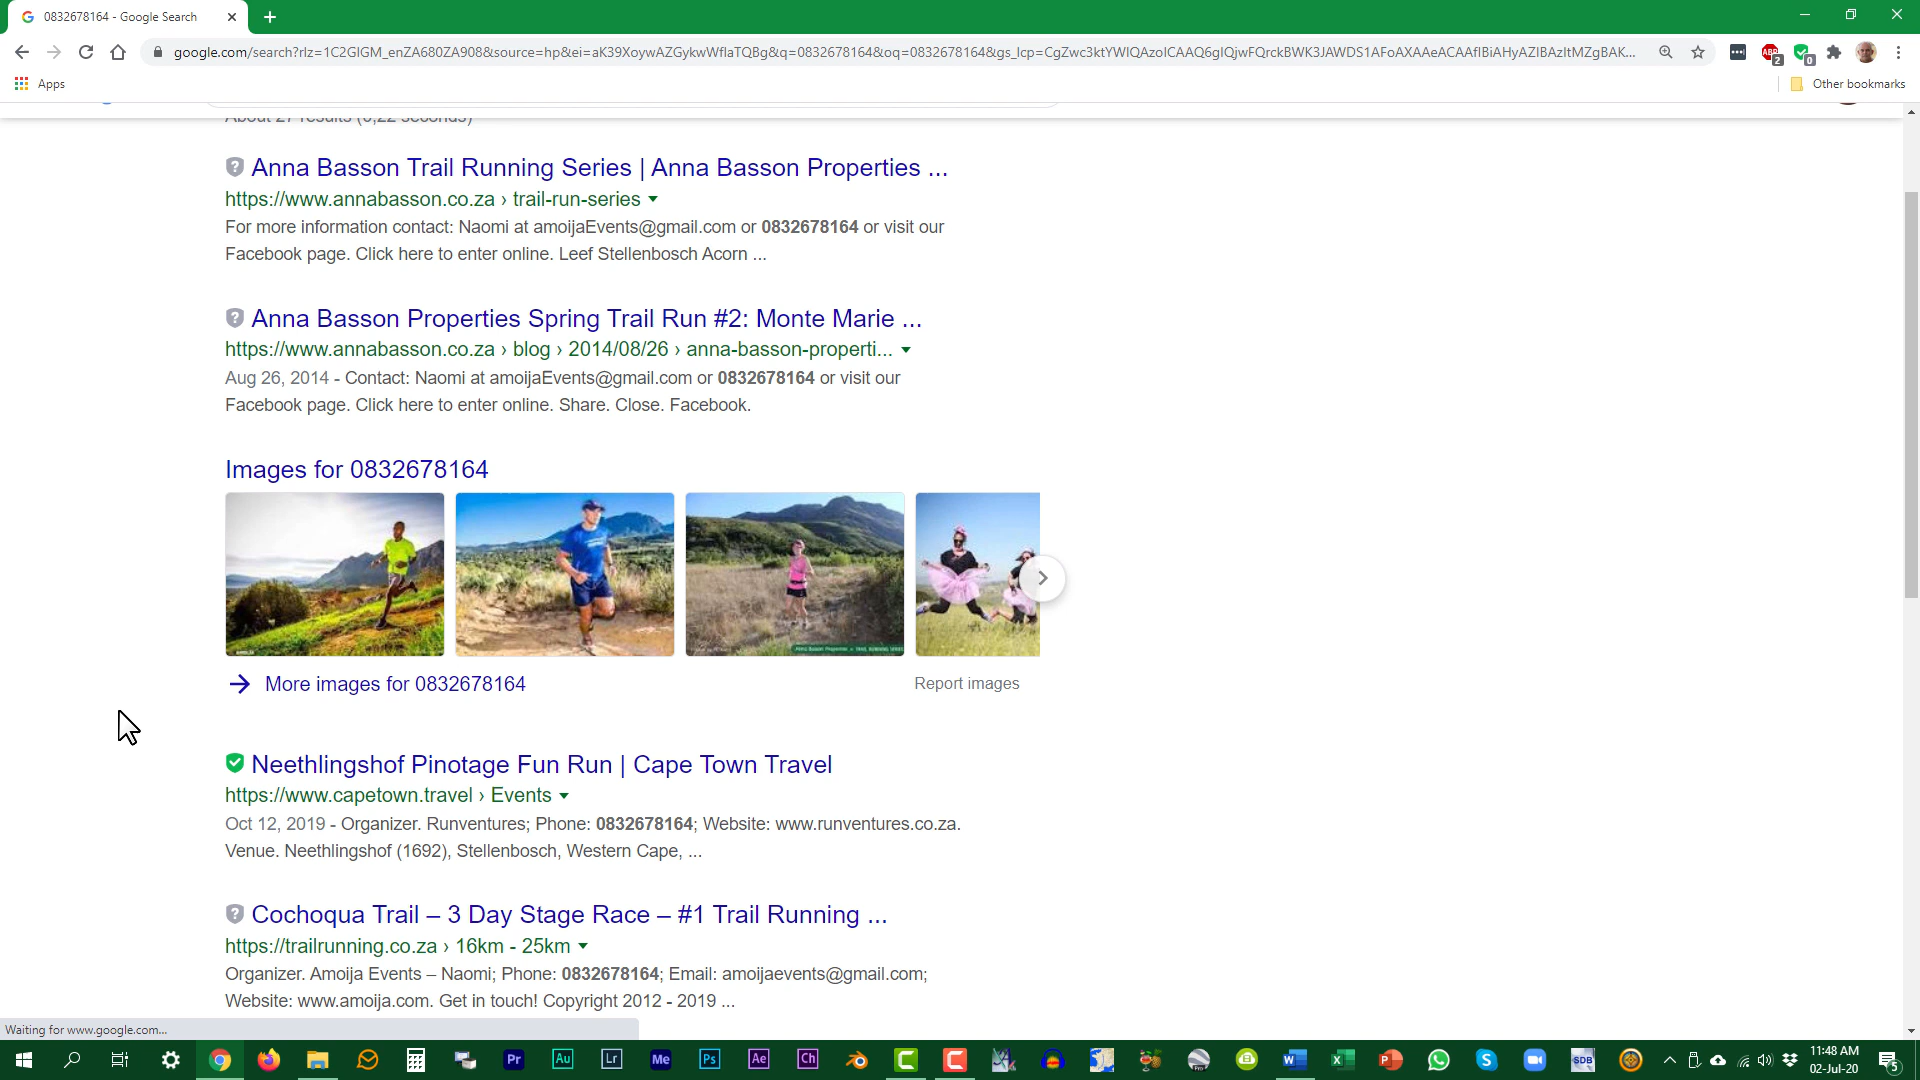 0832678164 - Google Search
google.com/search?rlz=1C2GIGM_enZA680ZA908&source=hp&ei=aK39XoywAZGykwWflaTQBg&q=0832678164&oq=0832678164&gs_lcp=CgZwc3ktYWIQAzoICAAQ6gIQjwFQrckBWK3JAWDS1AFoAXAAeACAAfIBiAHyAZIBAzItMZgBAK...
Apps
Other bookmarks
About 27 results (0,22 seconds)
Anna Basson Trail Running Series | Anna Basson Properties ...
https://www.annabasson.co.za › trail-run-series
For more information contact: Naomi at amoijaEvents@gmail.com or 0832678164 or visit our
Facebook page. Click here to enter online. Leef Stellenbosch Acorn ...
Anna Basson Properties Spring Trail Run #2: Monte Marie ...
https://www.annabasson.co.za › blog › 2014/08/26 › anna-basson-properti...
Aug 26, 2014 - Contact: Naomi at amoijaEvents@gmail.com or 0832678164 or visit our
Facebook page. Click here to enter online. Share. Close. Facebook.
Images for 0832678164
More images for 0832678164
Report images
Neethlingshof Pinotage Fun Run | Cape Town Travel
https://www.capetown.travel › Events
Oct 12, 2019 - Organizer. Runventures; Phone: 0832678164; Website: www.runventures.co.za.
Venue. Neethlingshof (1692), Stellenbosch, Western Cape, ...
Cochoqua Trail – 3 Day Stage Race – #1 Trail Running ...
https://trailrunning.co.za › 16km - 25km
Organizer. Amoija Events – Naomi; Phone: 0832678164; Email: amoijaevents@gmail.com;
Website: www.amoija.com. Get in touch! Copyright 2012 - 2019 ...
Waiting for www.google.com...
11:48 AM
02-Jul-20